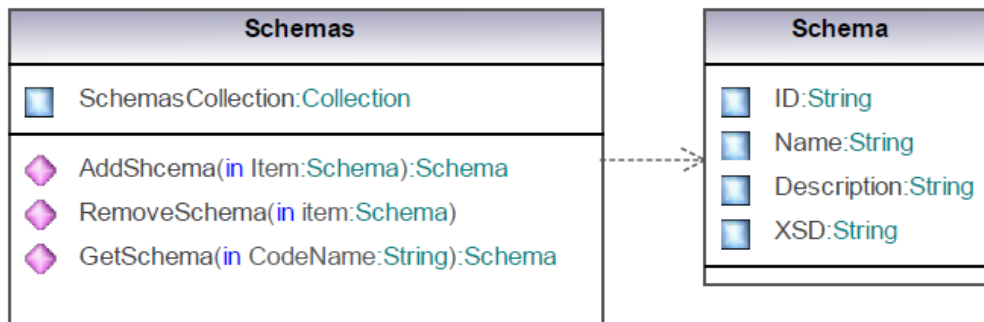 Schemas
SchemasCollection:Collection
AddShcema(in Item:Schema):Schema
RemoveSchema(in item:Schema)
GetSchema(in CodeName:String):Schema
Schema
ID:String
Name:String
Description:String
XSD:String